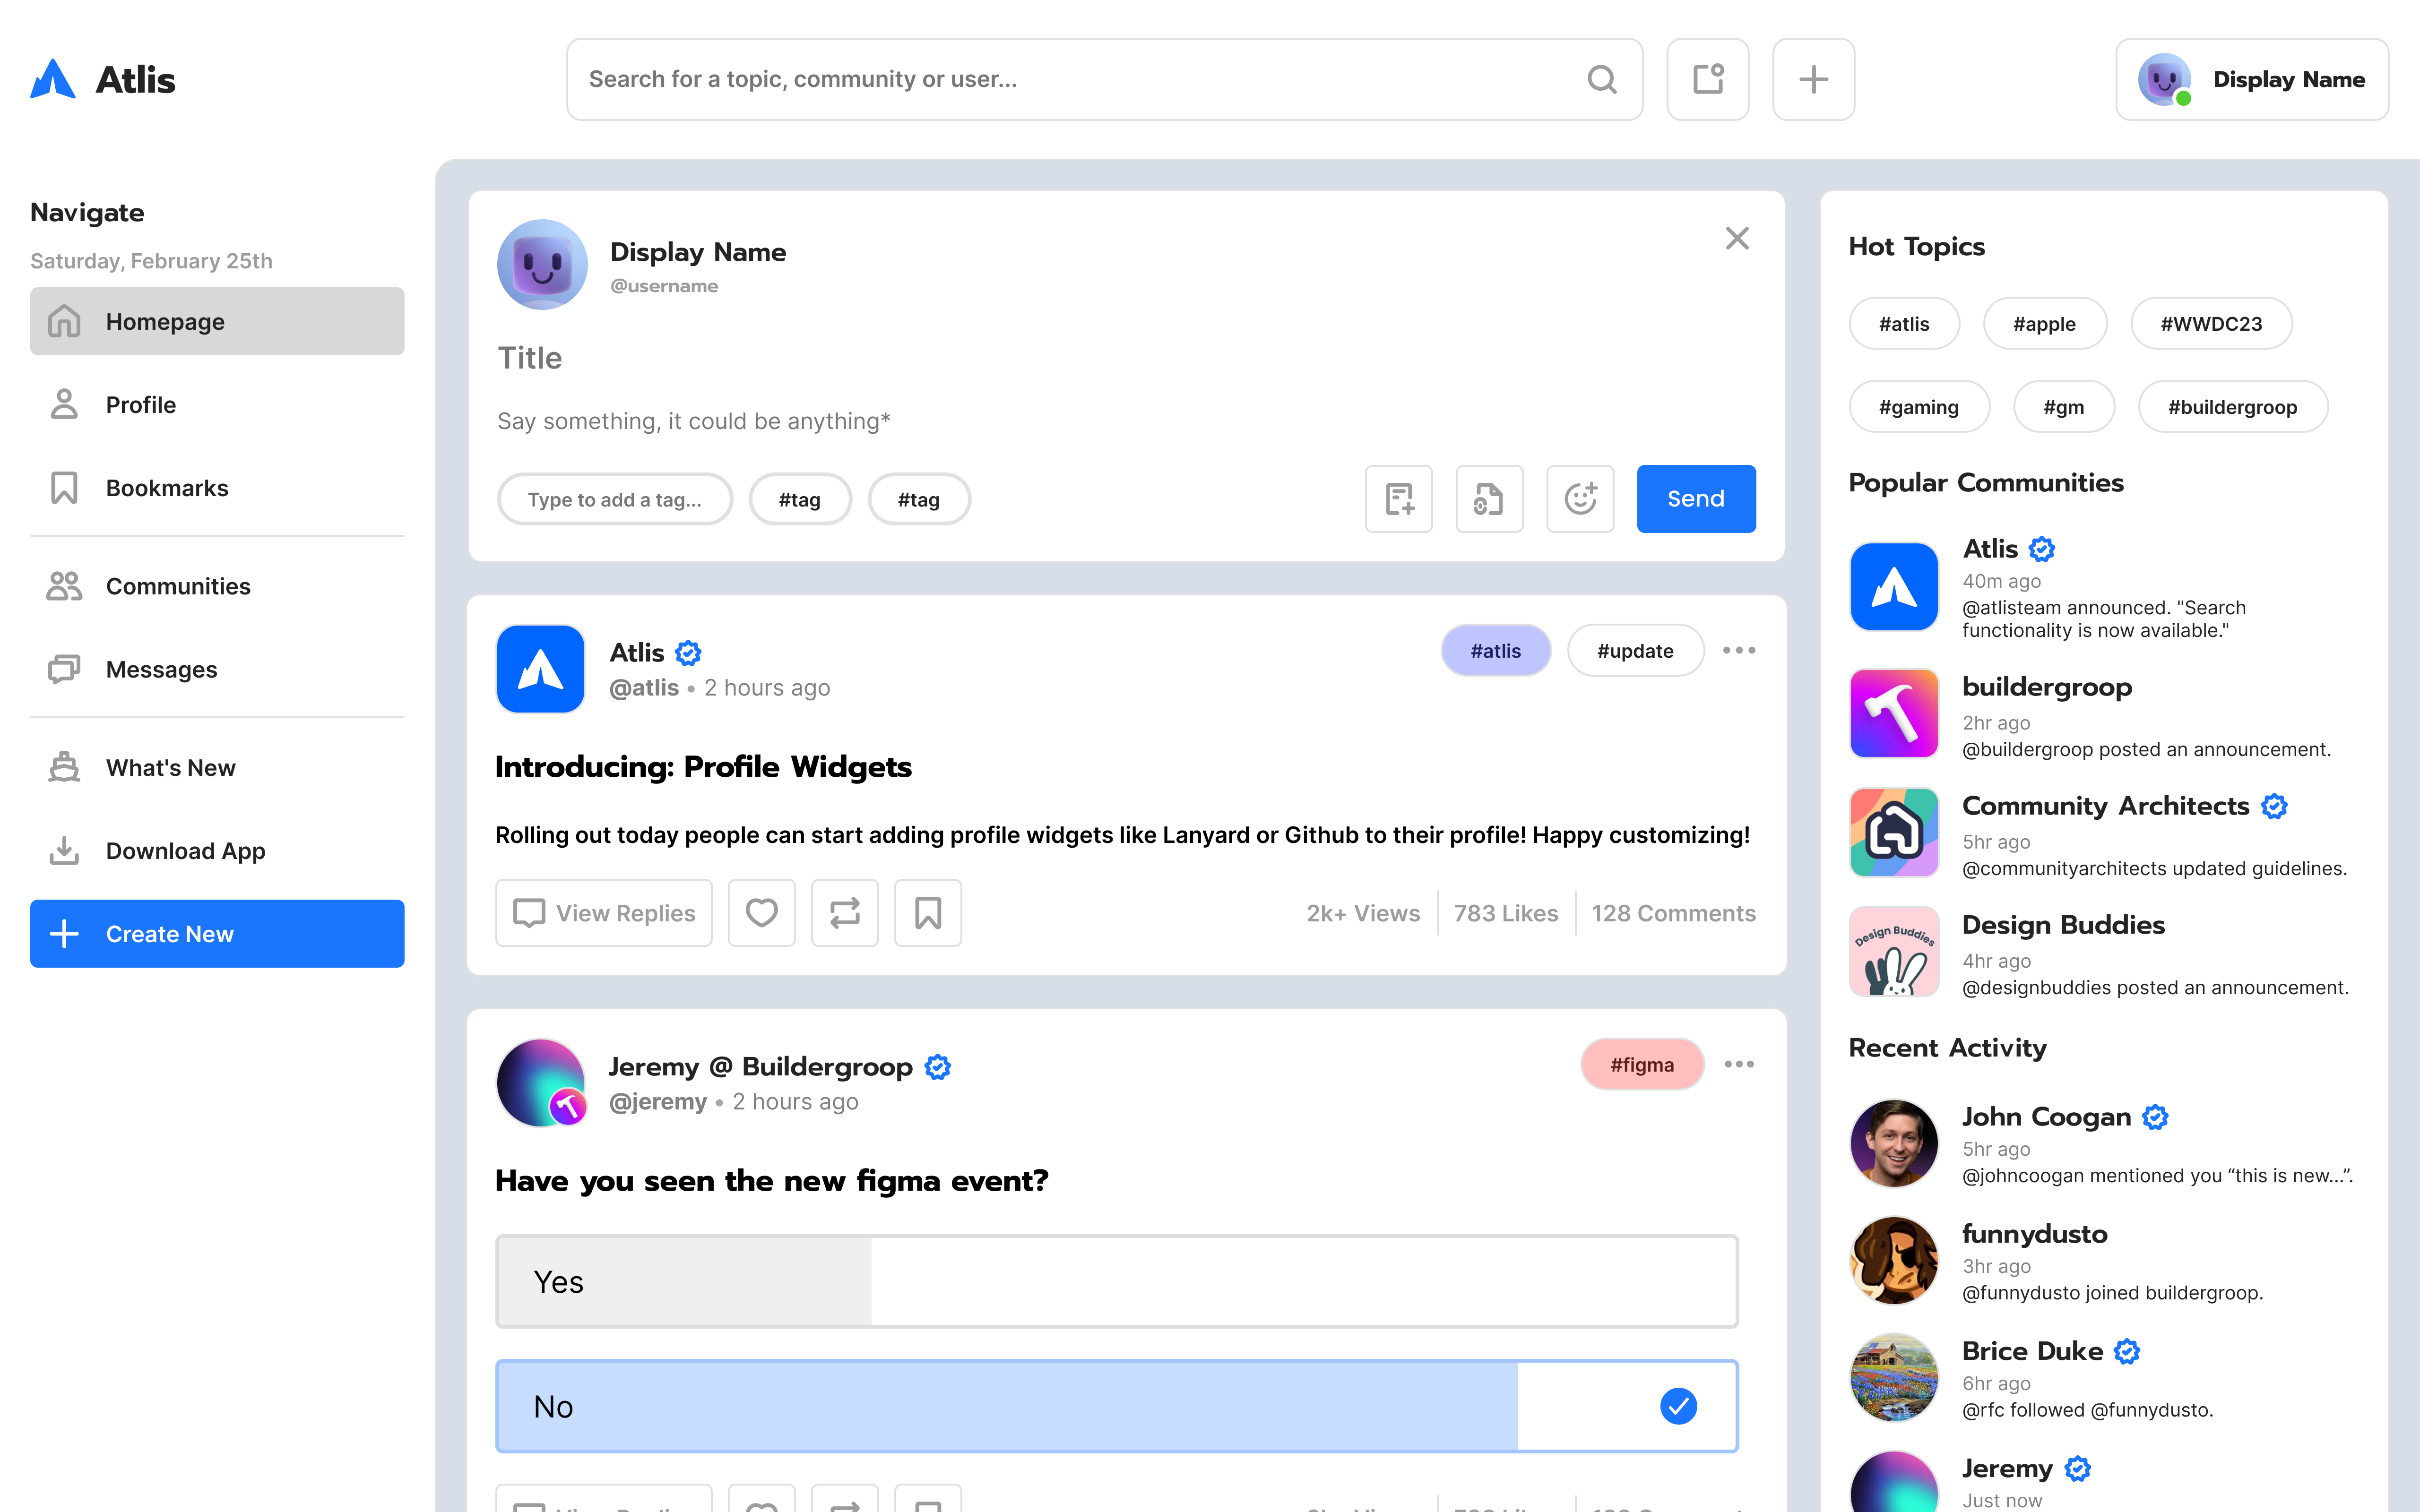 Atlis
Search for a topic, community or user...
Display Name
Navigate
Saturday, February 25th
Homepage
Profile
Bookmarks
Communities
Messages
What's New
Download App
Create New
Display Name
@username
Title
Say something, it could be anything*
Type to add a tag...
#tag
#tag
Send
Atlis
@atlis • 2 hours ago
#atlis
#update
Introducing: Profile Widgets
Rolling out today people can start adding profile widgets like Lanyard or Github to their profile! Happy customizing!
View Replies
2k+ Views
783 Likes
128 Comments
Jeremy @ Buildergroop
@jeremy • 2 hours ago
#figma
Have you seen the new figma event?
Yes
No
Hot Topics
#atlis
#apple
#WWDC23
#gaming
#gm
#buildergroop
Popular Communities
Atlis
40m ago
@atlisteam announced. "Search
functionality is now available."
buildergroop
2hr ago
@buildergroop posted an announcement.
Community Architects
5hr ago
@communityarchitects updated guidelines.
Design Buddies
Design Buddies
4hr ago
@designbuddies posted an announcement.
Recent Activity
John Coogan
5hr ago
@johncoogan mentioned you “this is new...”.
funnydusto
3hr ago
@funnydusto joined buildergroop.
Brice Duke
6hr ago
@rfc followed @funnydusto.
Jeremy
Just now